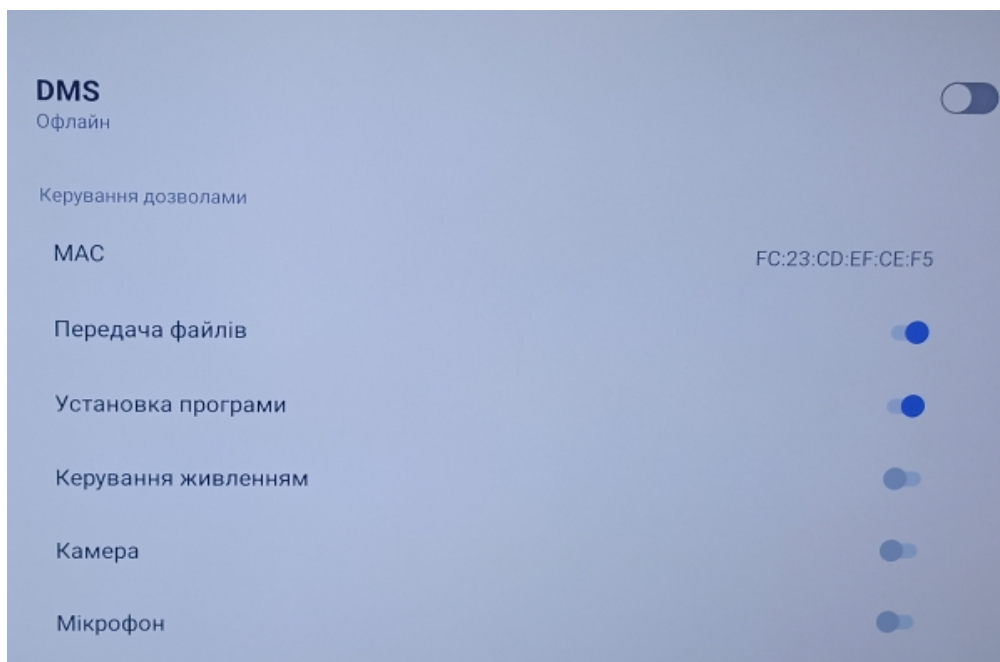 DMS
Офлайн
Керування дозволами
MAC
FC:23:CD:EF:CE:F5
Передача файлів
Установка програми
Керування живленням
Камера
Мікрофон